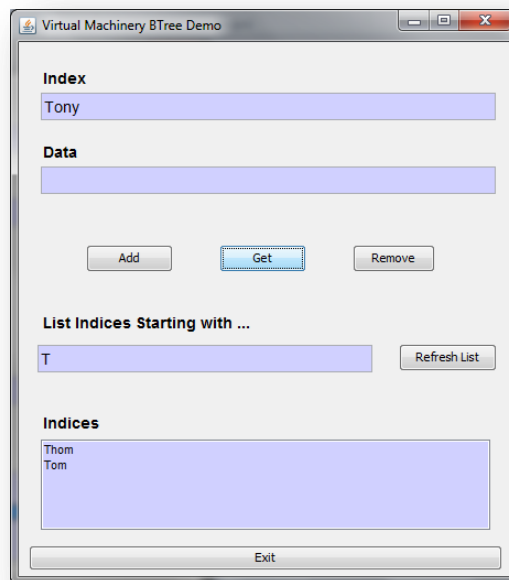 Virtual Machinery BTree Demo
Index
Tony
Data
Add Get Remove
List Indices Starting with ...
T Refresh List
Indices
Thom
Tom
Exit